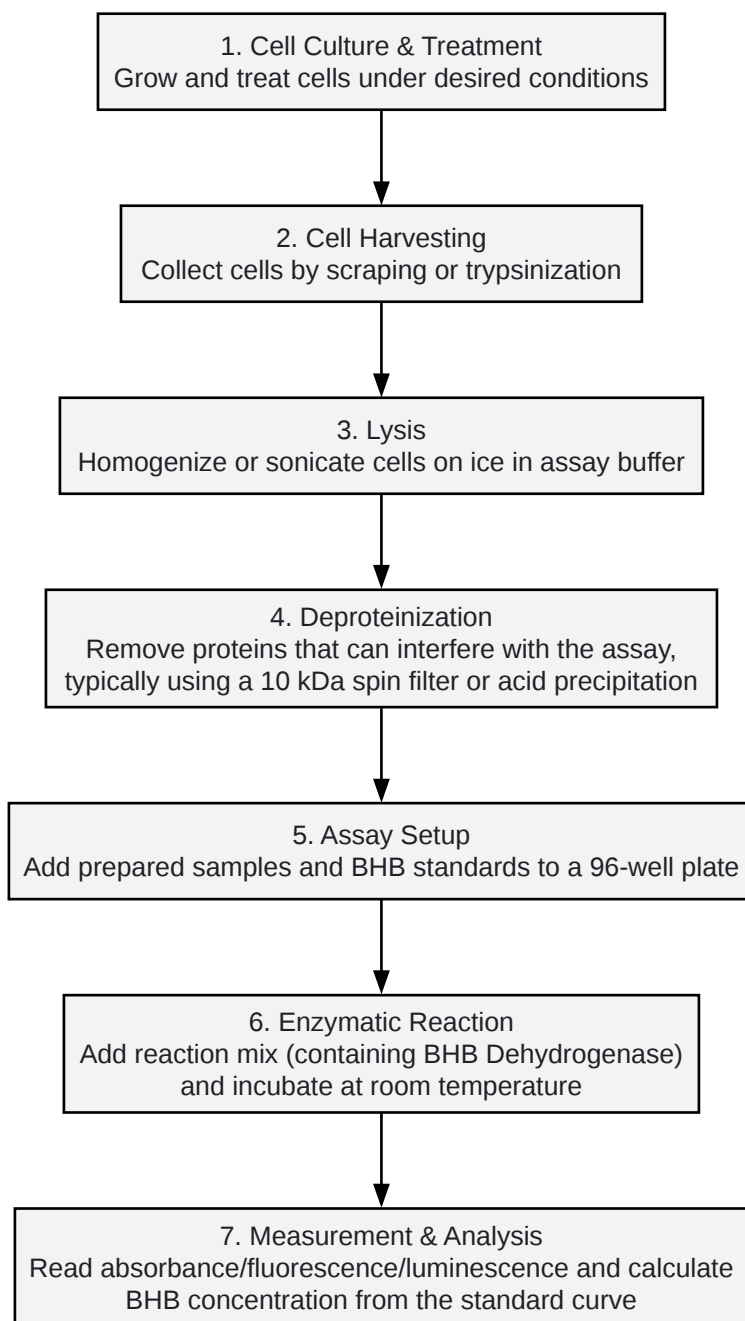 1. Cell Culture & Treatment
Grow and treat cells under desired conditions
2. Cell Harvesting
Collect cells by scraping or trypsinization
3. Lysis
Homogenize or sonicate cells on ice in assay buffer
4. Deproteinization
Remove proteins that can interfere with the assay,
typically using a 10 kDa spin filter or acid precipitation
5. Assay Setup
Add prepared samples and BHB standards to a 96-well plate
6. Enzymatic Reaction
Add reaction mix (containing BHB Dehydrogenase)
and incubate at room temperature
7. Measurement & Analysis
Read absorbance/fluorescence/luminescence and calculate
BHB concentration from the standard curve